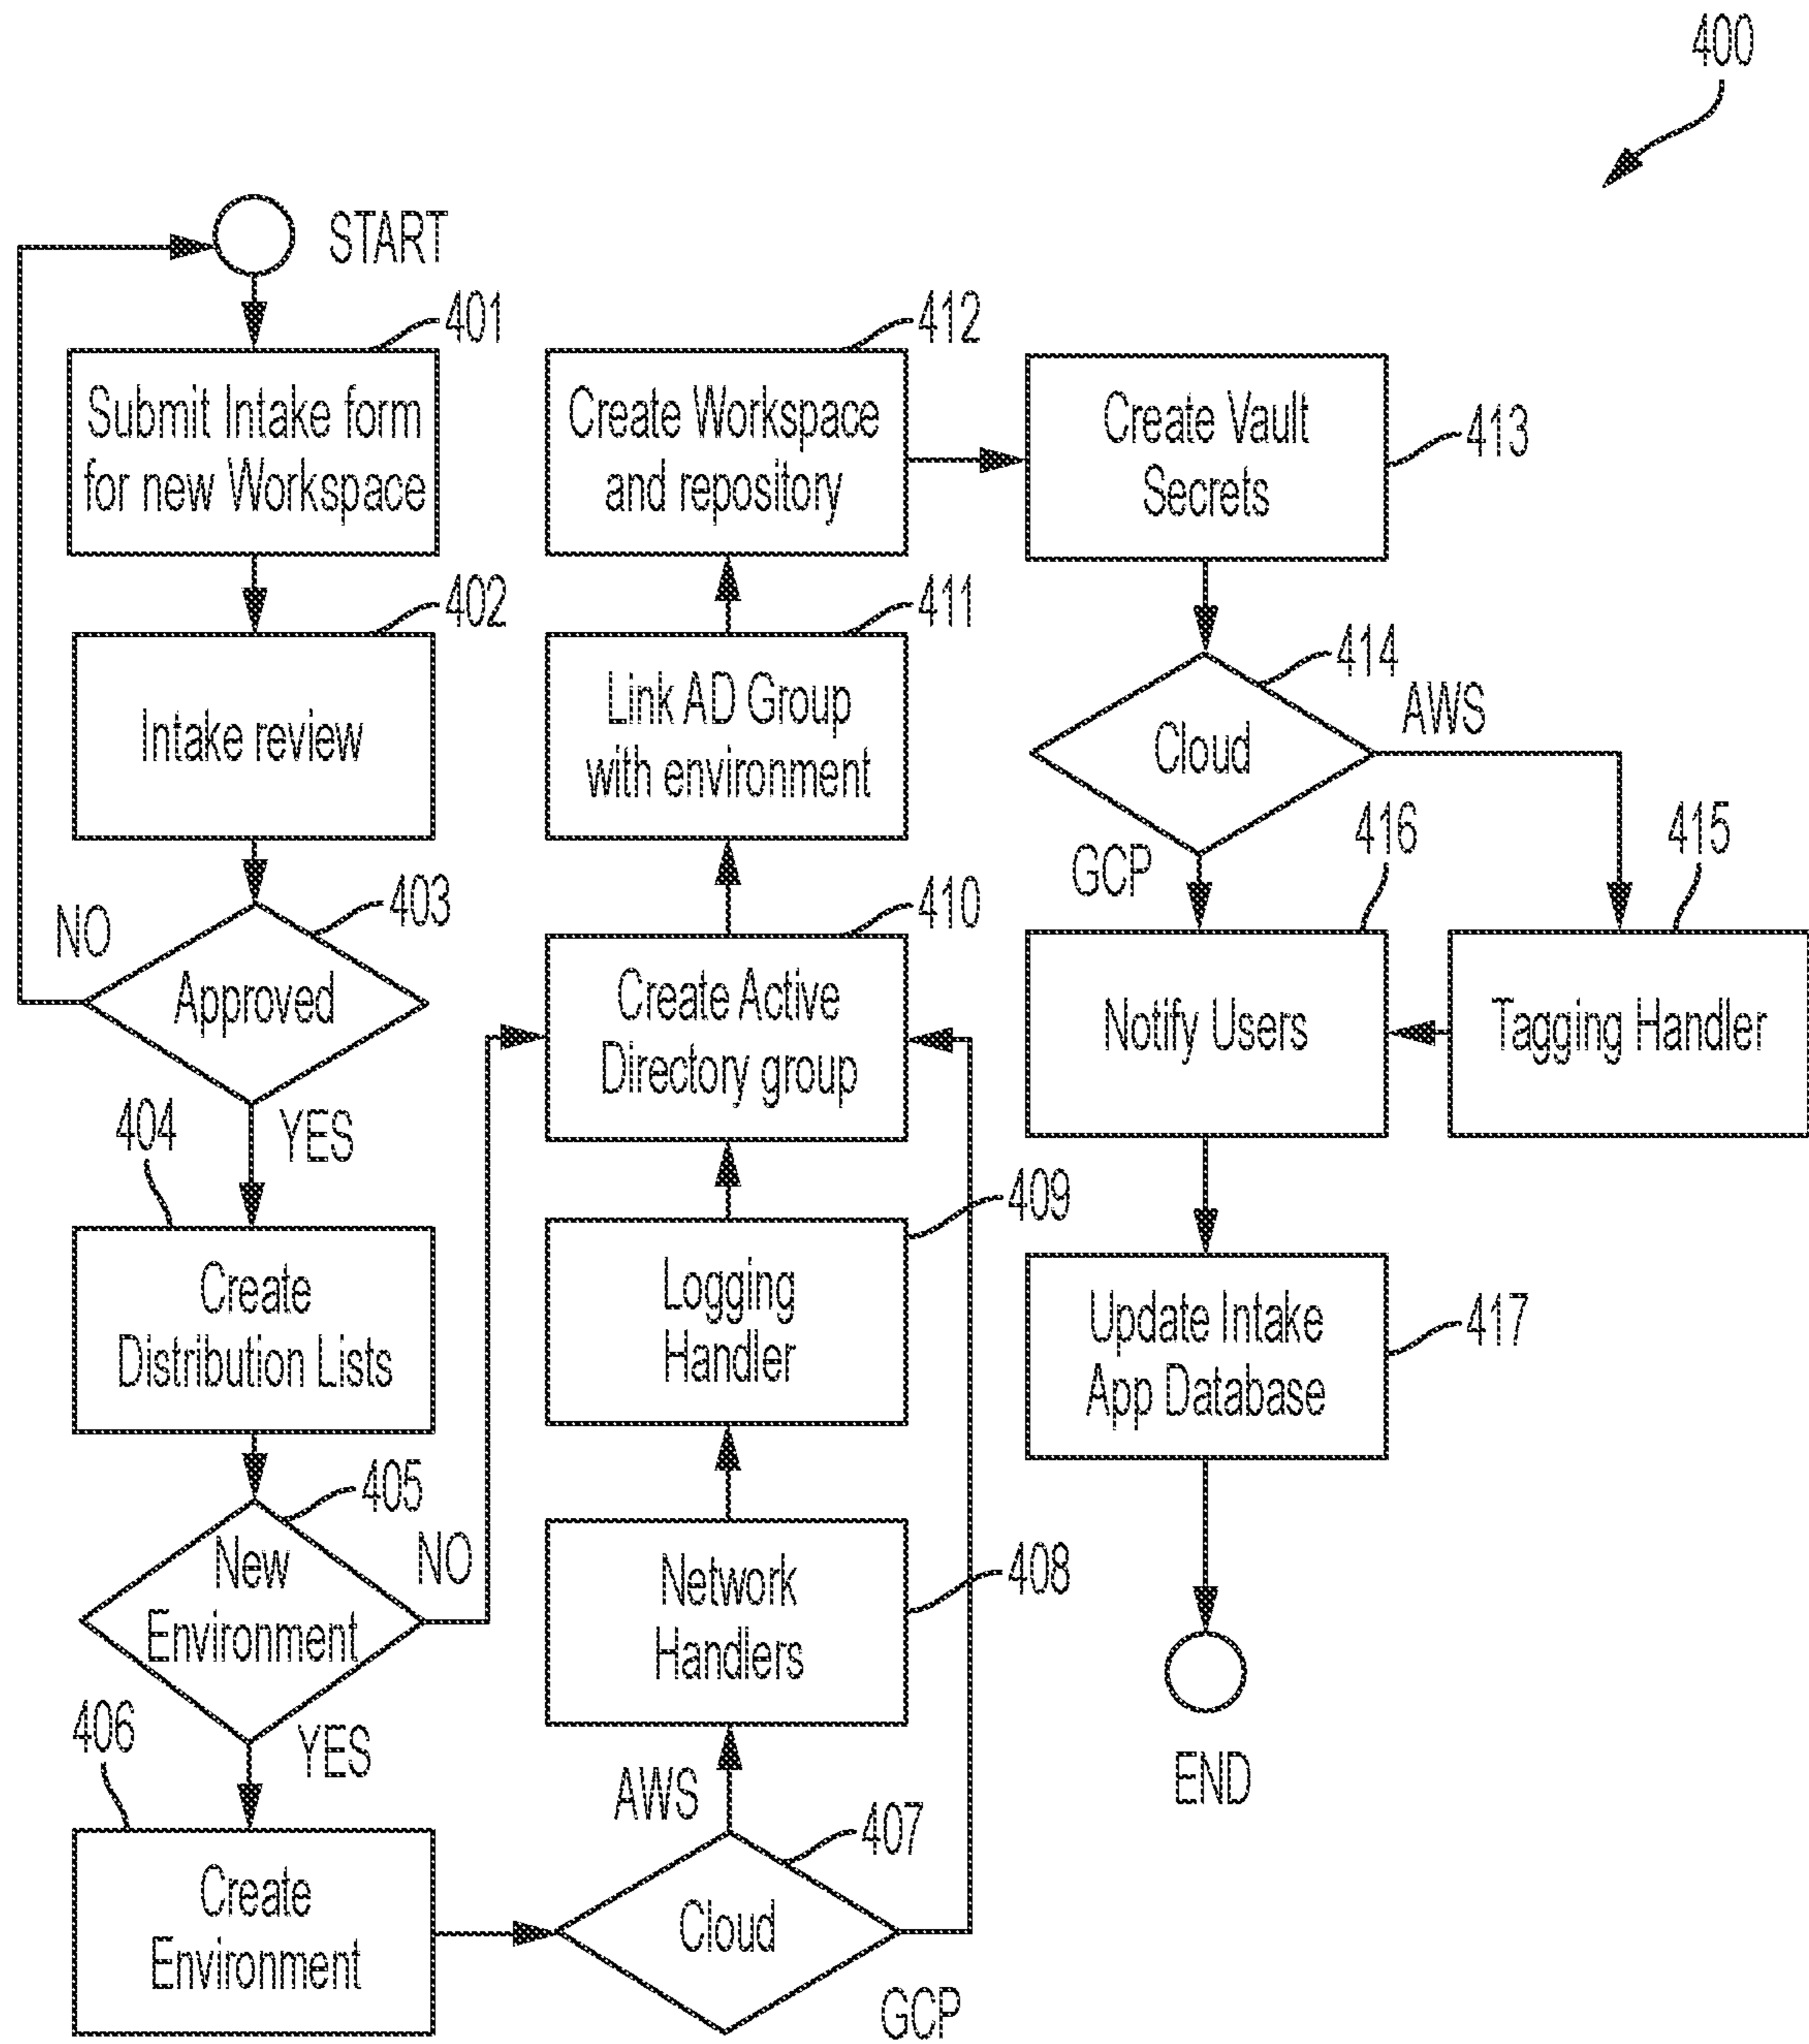 400
START
401
Submit Intake form
for new Workspace
402
Intake review
403
NO
Approved
YES
404
Create
Distribution Lists
405
New
Environment
NO
YES
406
Create
Environment
407
Cloud
AWS
GCP
408
Network
Handlers
409
Logging
Handler
410
Create Active
Directory group
411
Link AD Group
with environment
412
Create Workspace
and repository
413
Create Vault
Secrets
414
Cloud
AWS
GCP
415
Tagging Handler
416
Notify Users
417
Update Intake
App Database
END